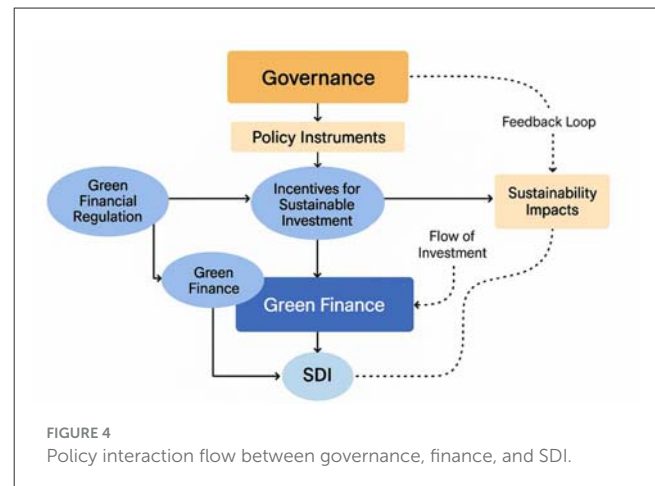 Governance
Policy Instruments
Feedback Loop
Green
Financial
Regulation
Incentives for
Sustainable
Investment
Sustainability
Impacts
Flow of
Investment
Green
Finance
Green Finance
SDI
FIGURE 4
Policy interaction flow between governance, finance, and SDI.